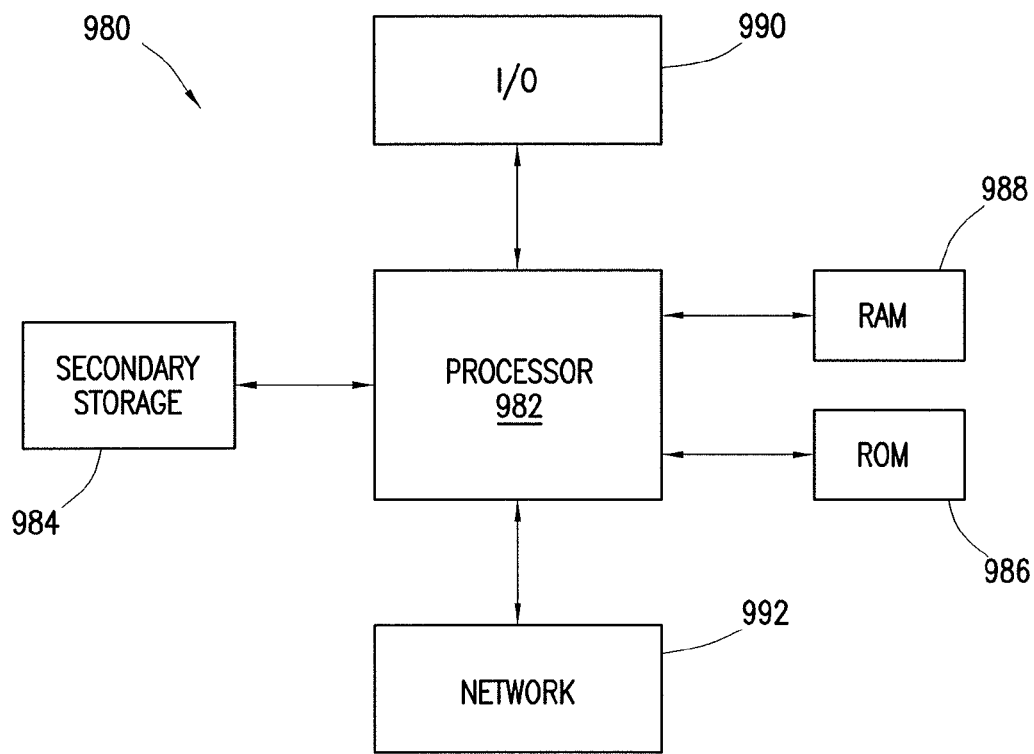 980
990
I/O
988
RAM
SECONDARY
STORAGE
PROCESSOR
982
ROM
984
986
992
NETWORK